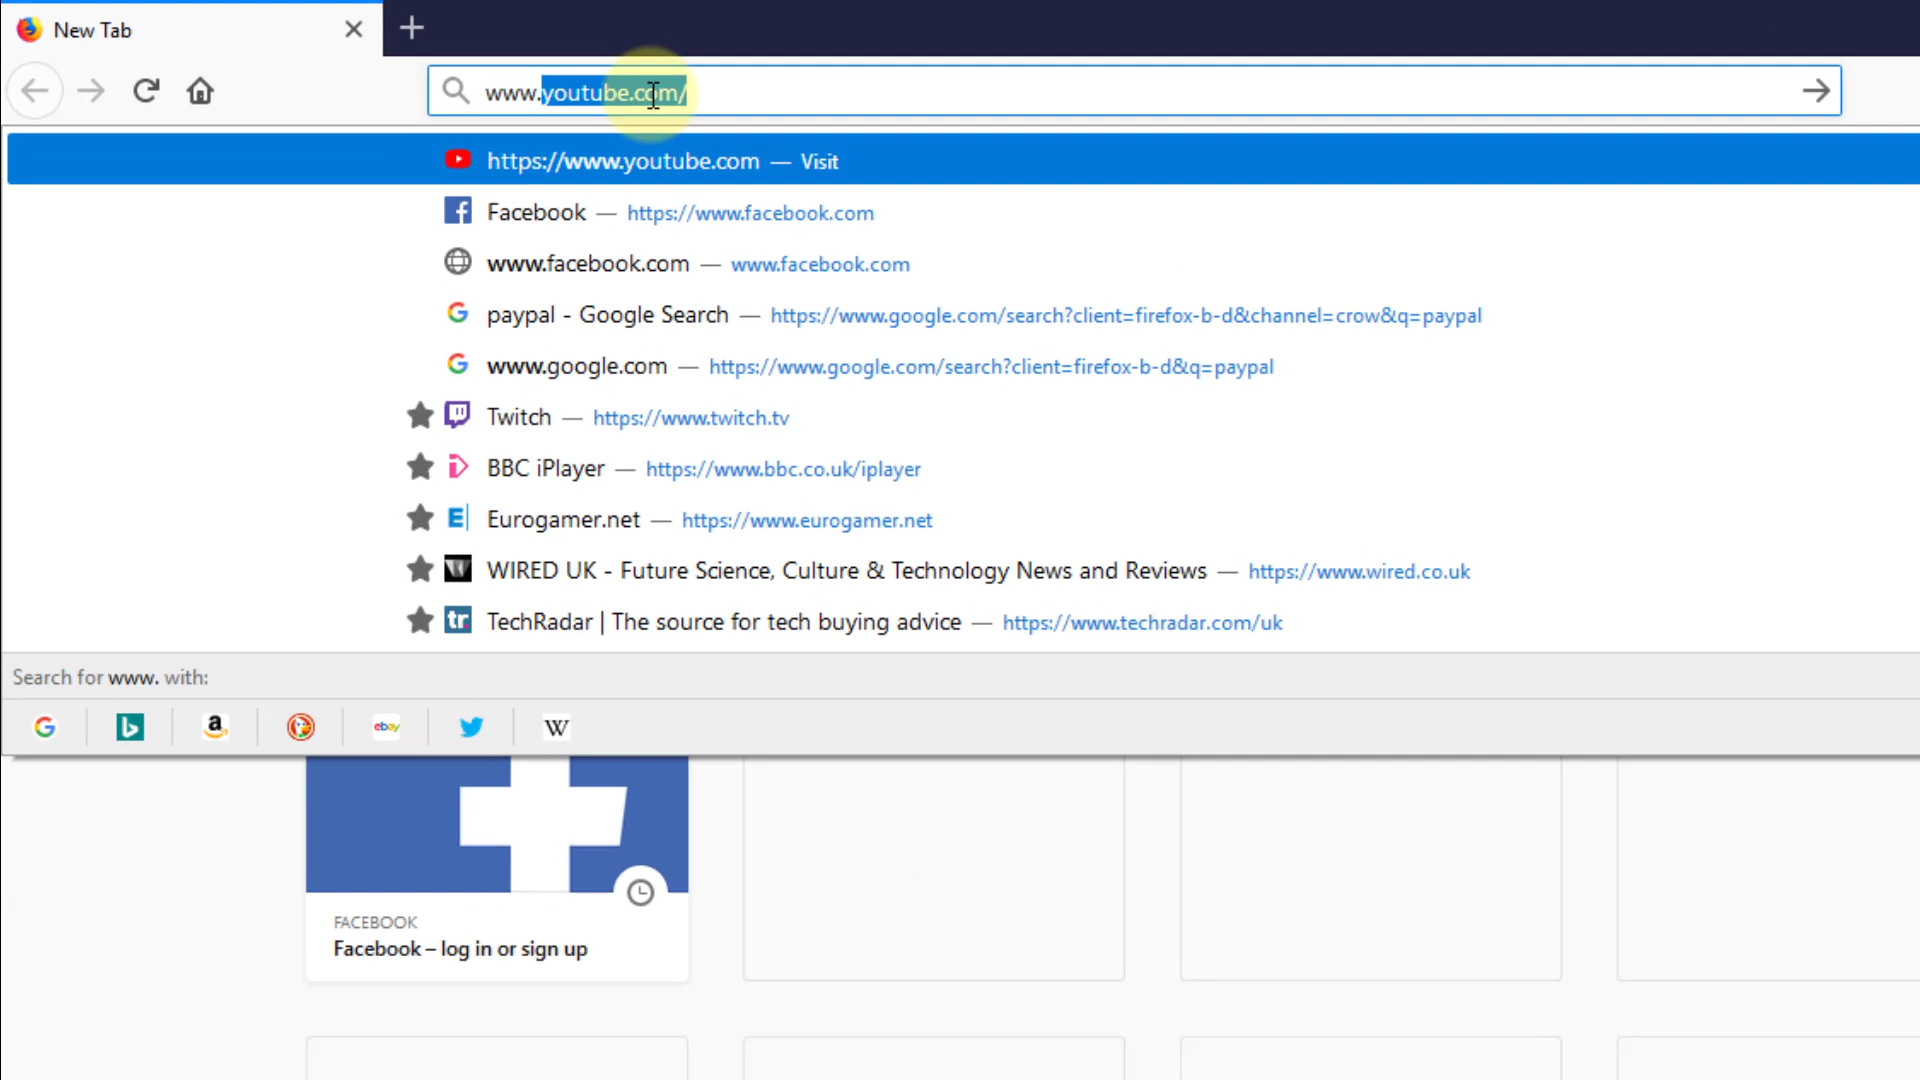 New Tab
www.youtube.com/
https://www.youtube.com — Visit
Facebook — https://www.facebook.com
www.facebook.com — www.facebook.com
paypal - Google Search — https://www.google.com/search?client=firefox-b-d&channel=crow&q=paypal
www.google.com — https://www.google.com/search?client=firefox-b-d&q=paypal
Twitch — https://www.twitch.tv
BBC iPlayer — https://www.bbc.co.uk/iplayer
E Eurogamer.net — https://www.eurogamer.net
WIRED UK - Future Science, Culture & Technology News and Reviews — https://www.wired.co.uk
tr. TechRadar | The source for tech buying advice — https://www.techradar.com/uk
Search for www. with:
G b a ebay W
FACEBOOK
Facebook – log in or sign up